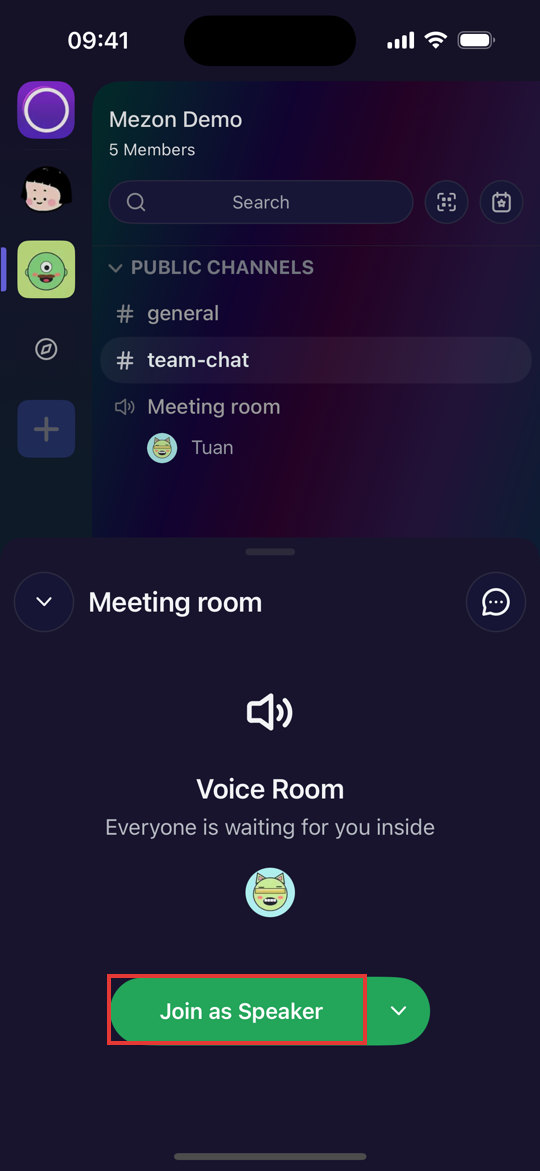 09:41
Mezon Demo
5 Members
Search
PUBLIC CHANNELS
# general
# team-chat
Meeting room
Tuan
Meeting room
Voice Room
Everyone is waiting for you inside
Join as Speaker